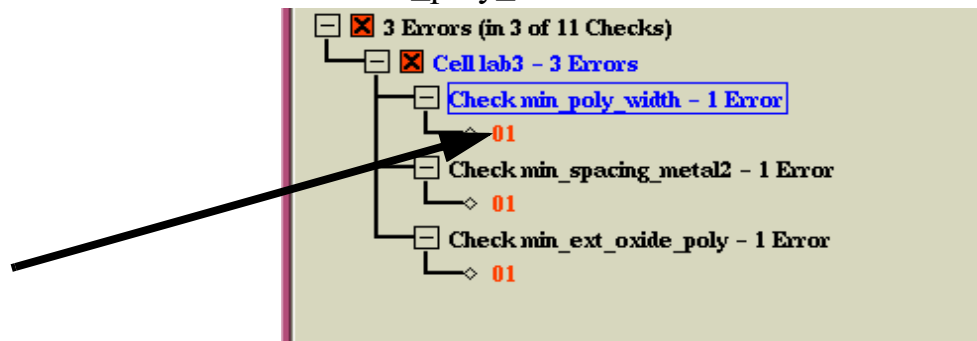 3 Errors (in 3 of 11 Checks)
Cell lab3 - 3 Errors
Check min_poly_width - 1 Error
01
Check min_spacing_metal2 - 1 Error
01
Check min_ext_oxide_poly - 1 Error
01